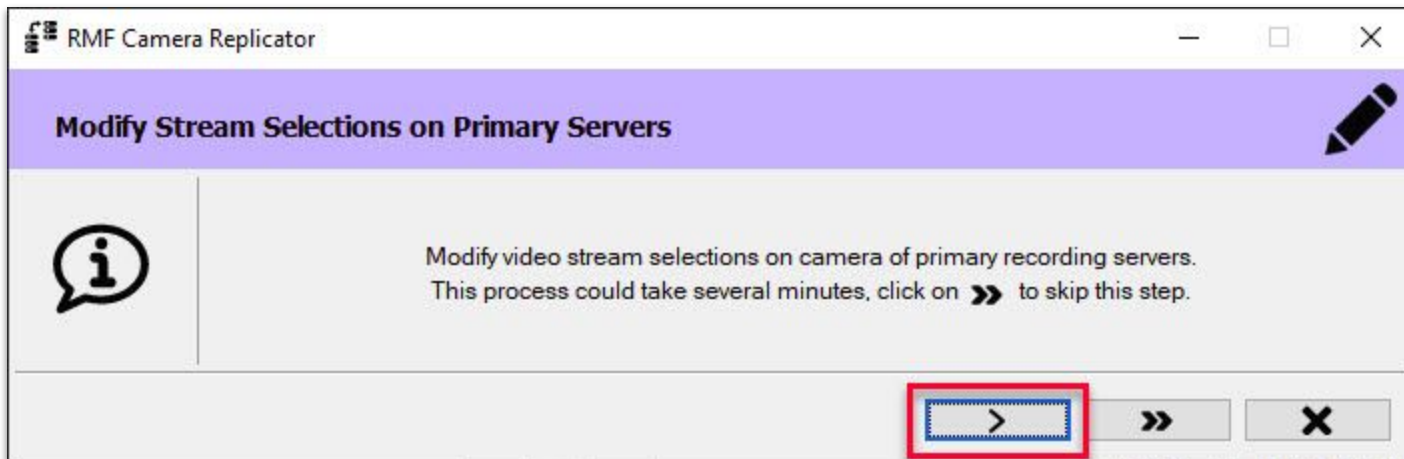 RMF Camera Replicator
Modify Stream Selections on Primary Servers
Modify video stream selections on camera of primary recording servers.
This process could take several minutes, click on » to skip this step.
>
»